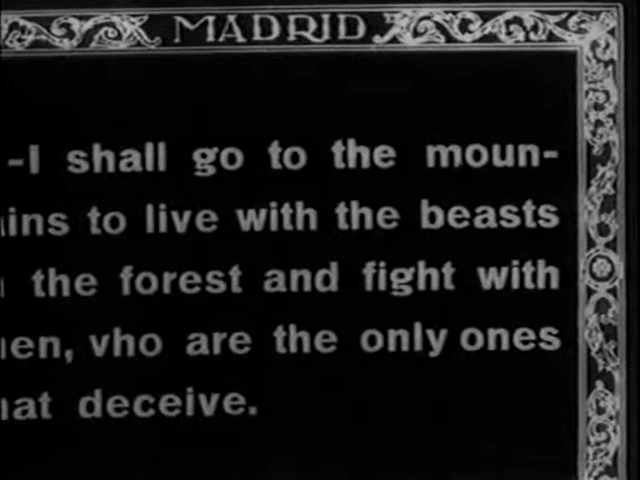 MADRID
-I shall go to the moun-
ins to live with the beasts
the forest and fight with
en, vho are the only ones
at deceive.